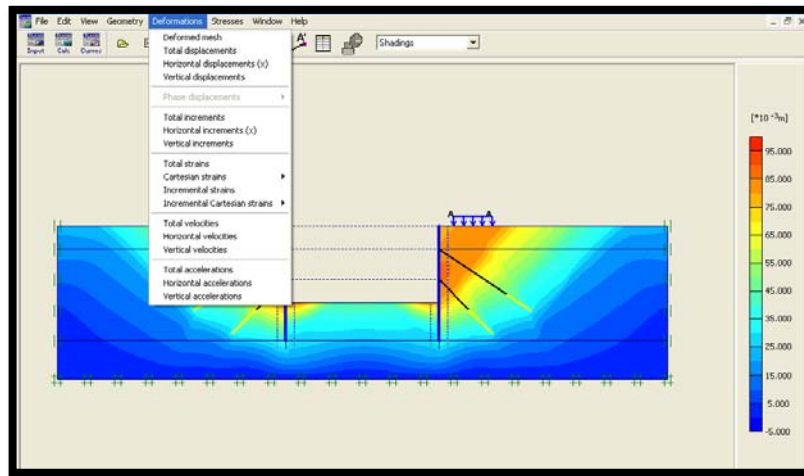 File Edit View Geometry Deformations Stresses Window Help
Input Calc Curves Shadings
Deformed mesh
Total displacements
Horizontal displacements (x)
Vertical displacements
Phase displacements
Total increments
Horizontal increments (x)
Vertical increments
Total strains
Cartesian strains
Incremental strains
Incremental Cartesian strains
Total velocities
Horizontal velocities
Vertical velocities
Total accelerations
Horizontal accelerations
Vertical accelerations
A A
[*10 -3m]
95.000
85.000
75.000
65.000
55.000
45.000
35.000
25.000
15.000
5.000
-5.000